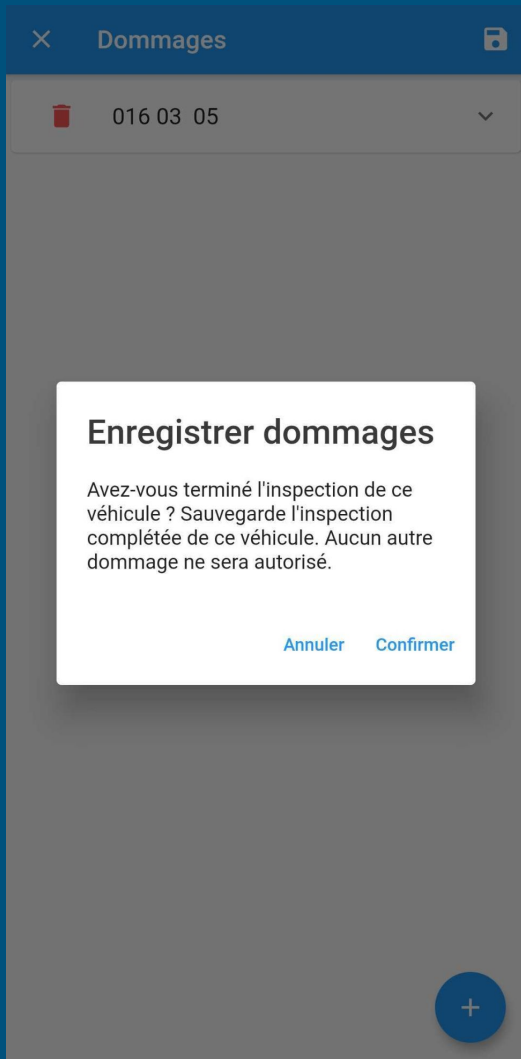 Dommages
016 03  05
Enregistrer dommages
Avez-vous terminé l'inspection de ce
véhicule ? Sauvegarde l'inspection
complétée de ce véhicule. Aucun autre
dommage ne sera autorisé.
Annuler Confirmer